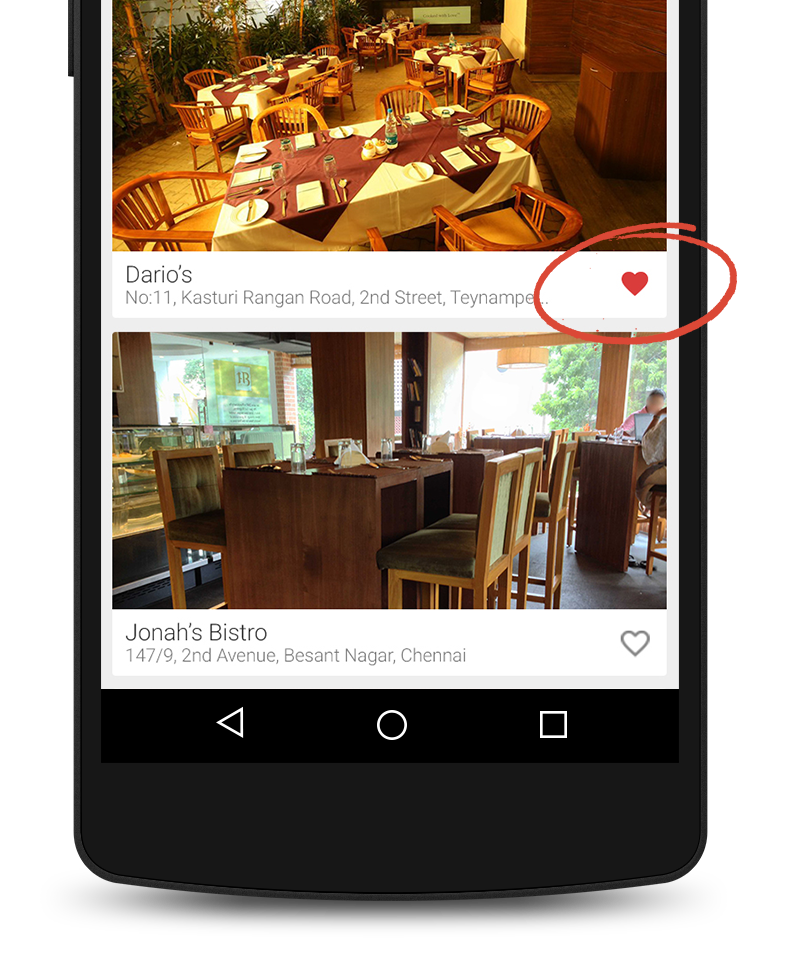 Dario's
No:11, Kasturi Rangan Road, 2nd Street, Teynampe...
Jonah's Bistro
147/9, 2nd Avenue, Besant Nagar, Chennai